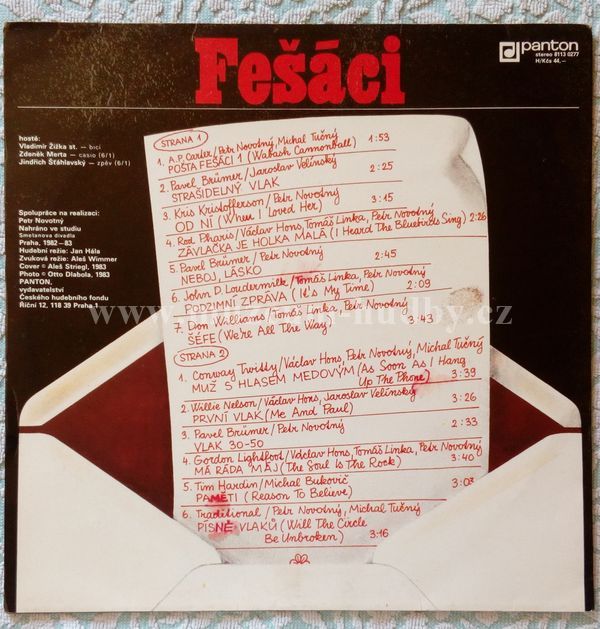 panton
stereo 8113 0277
H/Kčs 44,–
Fešáci
hosté:
Vladimír Žižka st. – bicí
Zdeněk Merta – casio (6/1)
Jindřich Šťáhlavský – zpěv (6/1)
Spolupráce na realizaci:
Petr Novotný
Nahráno ve studiu
Smetanova divadla
Praha, 1982–83
Hudební režie: Jan Hála
Zvuková režie: Aleš Wimmer
Cover © Aleš Striegl, 1983
Photo © Otto Dlabola, 1983
PANTON,
vydavatelství
Českého hudebního fondu
Říční 12, 118 39 Praha 1
STRANA 1
1. A.P. Carter/Petr Novotný, Michal Tučný 1:53
POŠTA FEŠÁCI 1 (Wabash Cannonball)
2. Pavel Brümer/Jaroslav Velínský 2:25
STRAŠIDELNÝ VLAK
3. Kris Kristofferson/Petr Novotný 3:15
OD NÍ (When I Loved Her)
4. Rod Pharis/Václav Hons, Tomáš Linka, Petr Novotný
ZÁVLAČKA JE HOLKA MALÁ (I Heard The Bluebirds Sing) 2:26
5. Pavel Brümer/Petr Novotný 2:45
NEBOJ, LÁSKO
6. John P. Loudermilk/Tomáš Linka, Petr Novotný
PODZIMNÍ ZPRÁVA (It's My Time) 2:09
7. Don Williams/Tomáš Linka, Petr Novotný
ŠÉFE (We're All The Way) 3:43
STRANA 2
1. Conway Twitty/Václav Hons, Petr Novotný, Michal Tučný
MUŽ S HLASEM MEDOVÝM (As Soon As I Hang
Up The Phone) 3:39
2. Willie Nelson/Václav Hons, Jaroslav Velínský
PRVNÍ VLAK (Me And Paul) 3:26
3. Pavel Brümer/Petr Novotný 2:33
VLAK 30-50
4. Gordon Lightfoot/Václav Hons, Tomáš Linka, Petr Novotný
MÁ RÁDA MÁJ (The Soul Is The Rock) 3:40
5. Tim Hardin/Michal Bukovič 3:03
PAMĚTI (Reason To Believe)
6. Traditional/Petr Novotný, Michal Tučný
PÍSNĚ VLAKŮ (Will The Circle
Be Unbroken) 3:16